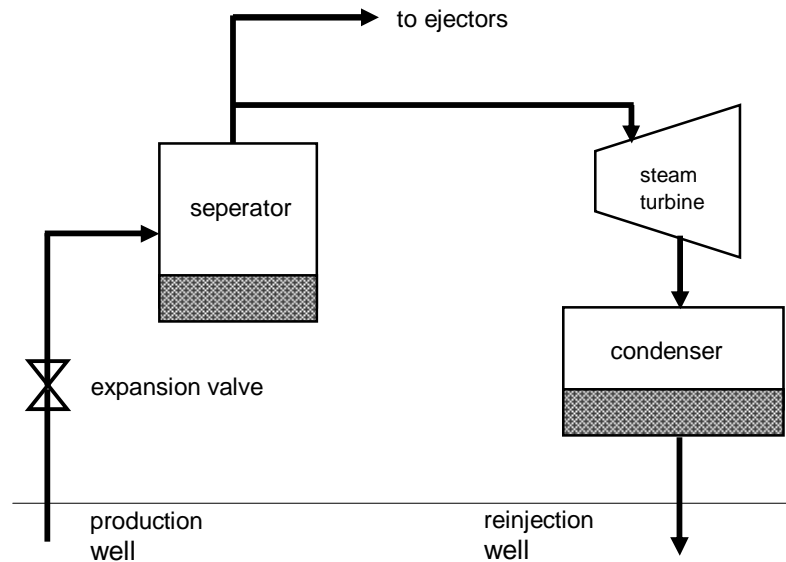 to ejectors
seperator
steam
turbine
condenser
expansion valve
production
well
reinjection
well